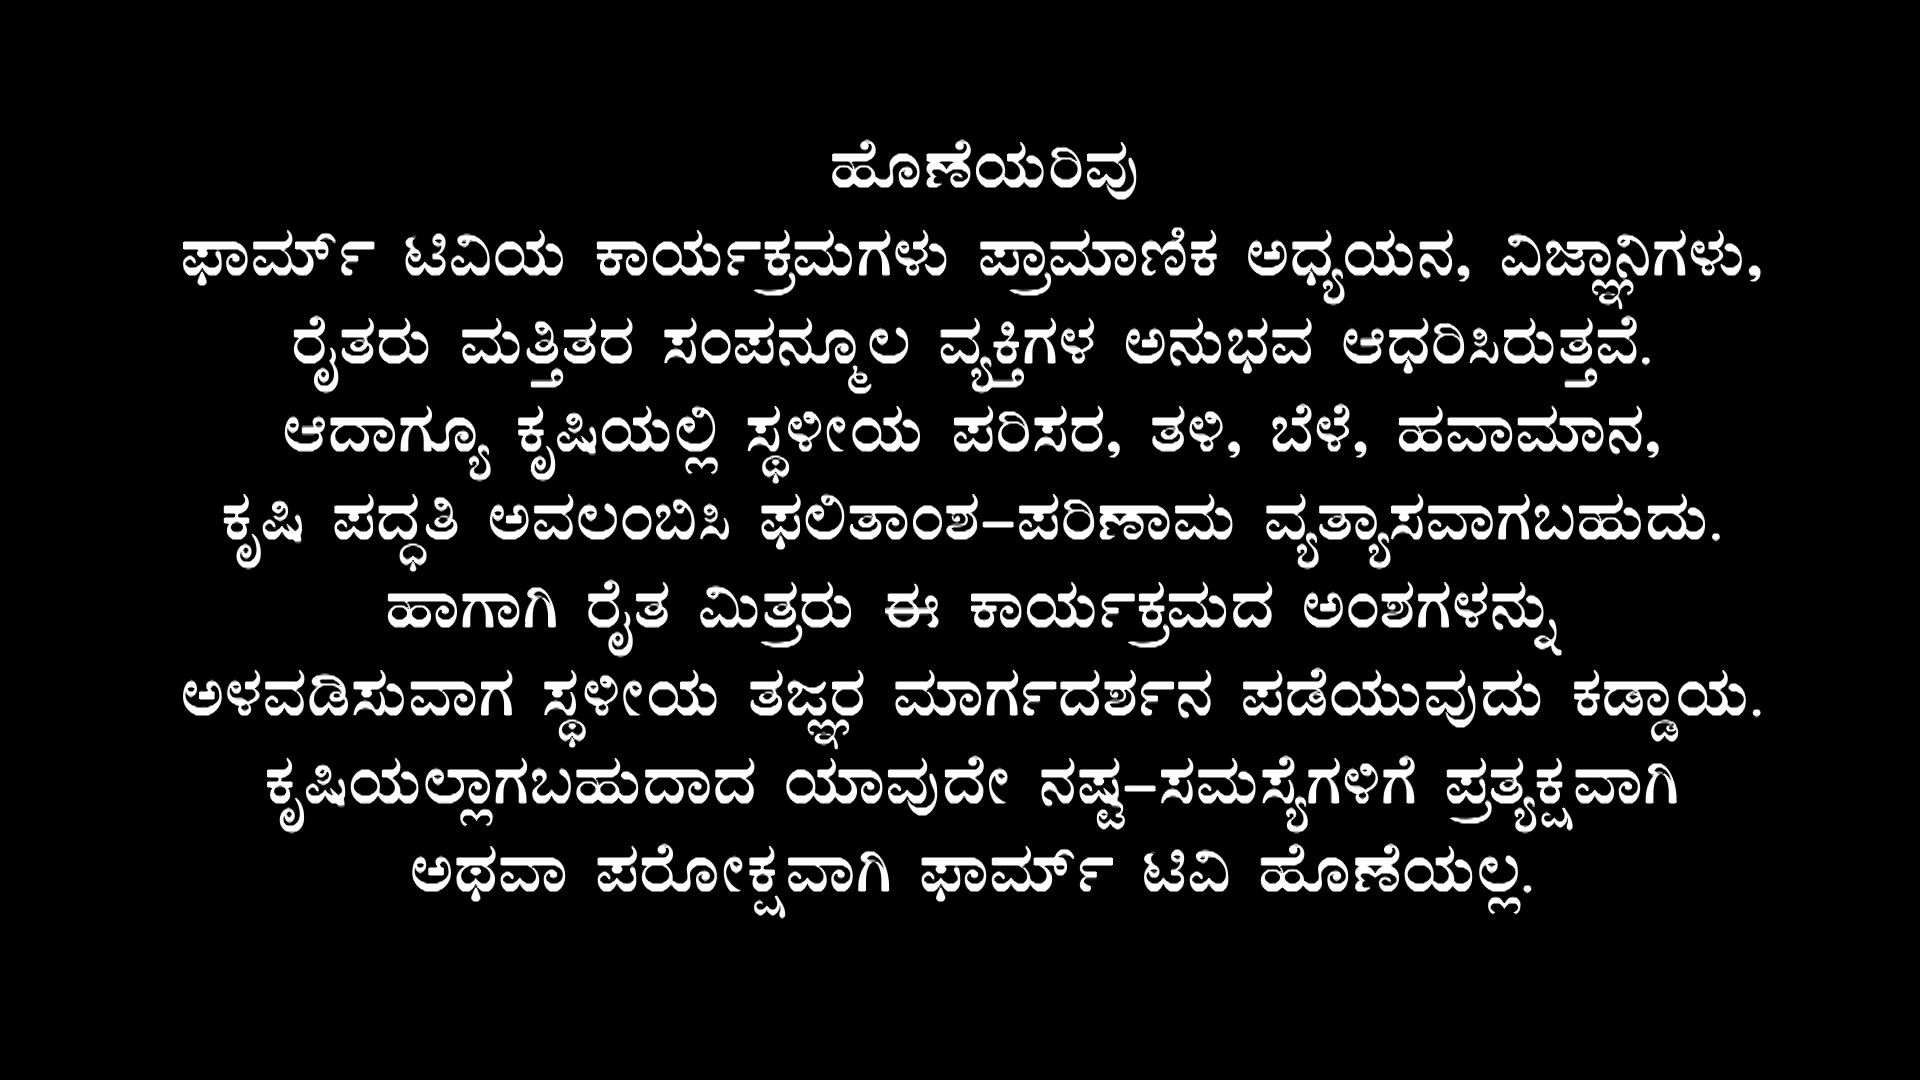 ಹೊಣೆಯರಿವು
ಫಾರ್ಮ್ ಟಿವಿಯ ಕಾರ್ಯಕ್ರಮಗಳು ಪ್ರಾಮಾಣಿಕ ಅಧ್ಯಯನ, ವಿಜ್ಞಾನಿಗಳು,
ರೈತರು ಮತ್ತಿತರ ಸಂಪನ್ಮೂಲ ವ್ಯಕ್ತಿಗಳ ಅನುಭವ ಆಧರಿಸಿರುತ್ತವೆ.
ಆದಾಗ್ಯೂ ಕೃಷಿಯಲ್ಲಿ ಸ್ಥಳೀಯ ಪರಿಸರ, ತಳಿ, ಬೆಳೆ, ಹವಾಮಾನ,
ಕೃಷಿ ಪದ್ಧತಿ ಅವಲಂಬಿಸಿ ಫಲಿತಾಂಶ-ಪರಿಣಾಮ ವ್ಯತ್ಯಾಸವಾಗಬಹುದು.
ಹಾಗಾಗಿ ರೈತ ಮಿತ್ರರು ಈ ಕಾರ್ಯಕ್ರಮದ ಅಂಶಗಳನ್ನು
ಅಳವಡಿಸುವಾಗ ಸ್ಥಳೀಯ ತಜ್ಞರ ಮಾರ್ಗದರ್ಶನ ಪಡೆಯುವುದು ಕಡ್ಡಾಯ.
ಕೃಷಿಯಲ್ಲಾಗಬಹುದಾದ ಯಾವುದೇ ನಷ್ಟ-ಸಮಸ್ಯೆಗಳಿಗೆ ಪ್ರತ್ಯಕ್ಷವಾಗಿ
ಅಥವಾ ಪರೋಕ್ಷವಾಗಿ ಫಾರ್ಮ್ ಟಿವಿ ಹೊಣೆಯಲ್ಲ.